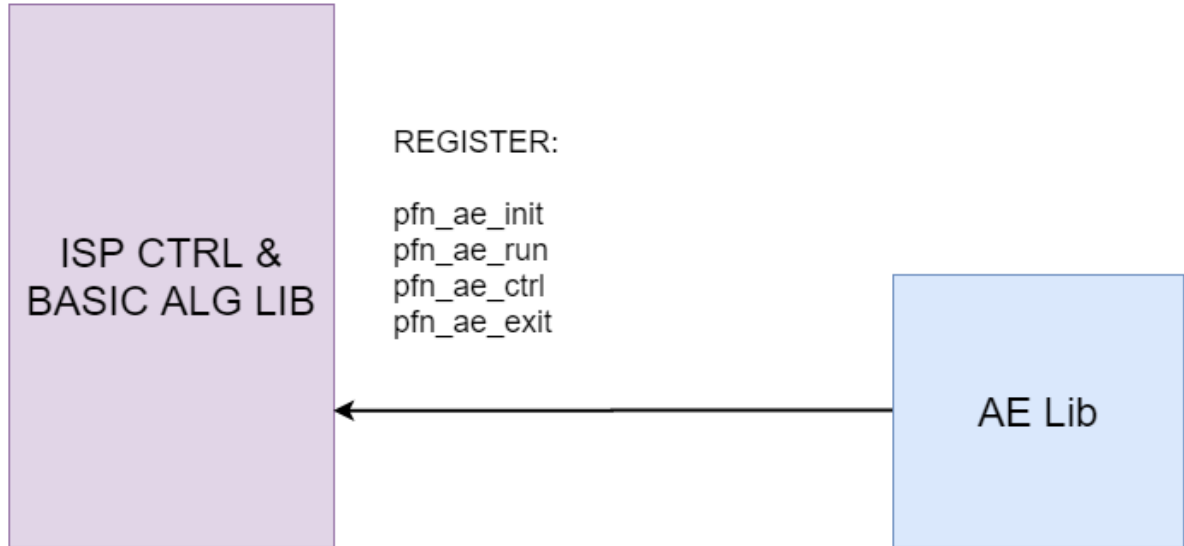 ISP CTRL &
BASIC ALG LIB
REGISTER:
pfn_ae_init
pfn_ae_run
pfn_ae_ctrl
pfn_ae_exit
AE Lib